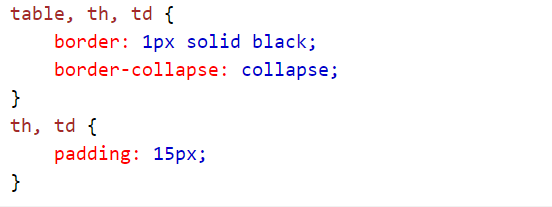 table, th, td {
    border: 1px solid black;
    border-collapse: collapse;
}
th, td {
    padding: 15px;
}